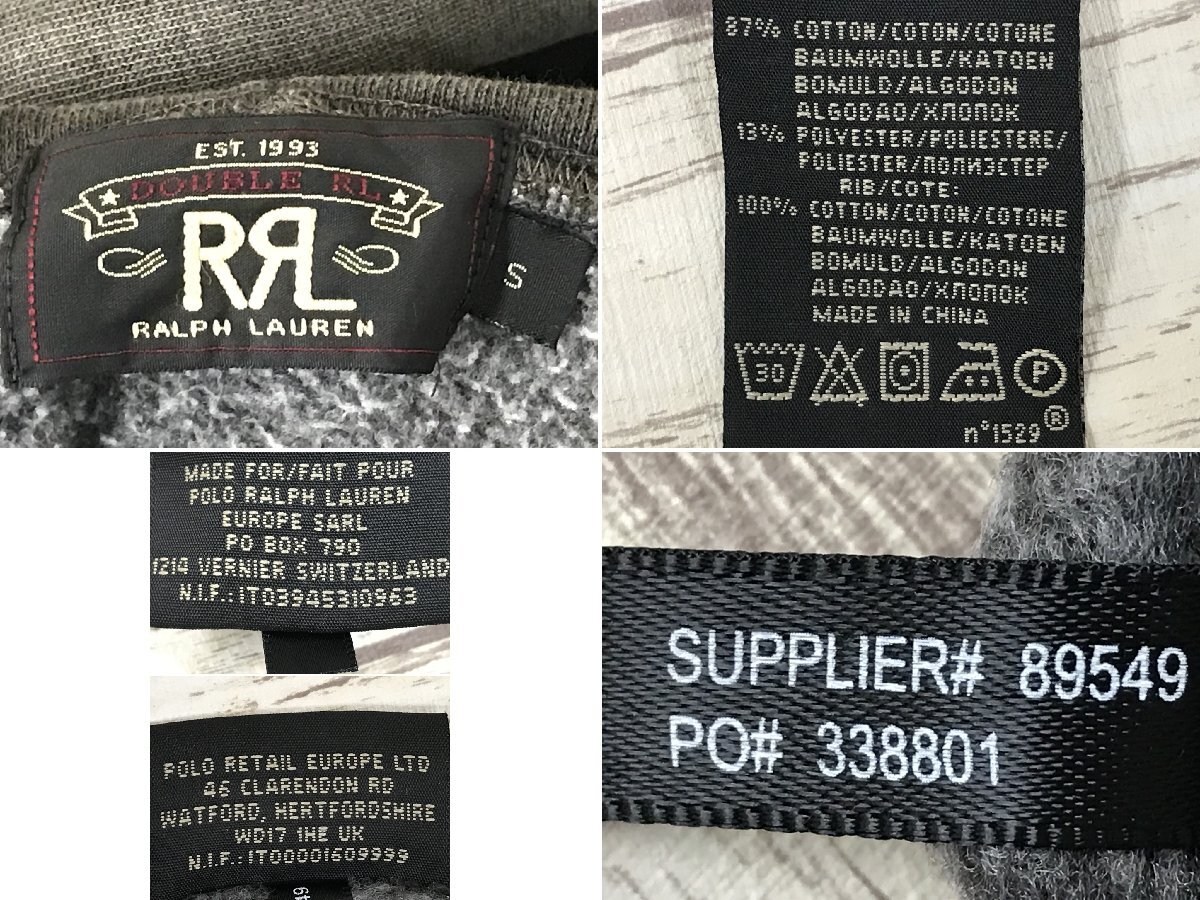 EST. 1993
DOUBLE RL
RRL
RALPH LAUREN
S
87% COTTON/COTON/COTONE
BAUMWOLLE/KATOEN
BOMULD/ALGODON
ALGODAO/ХЛОПОК
13% POLYESTER/POLIESTERE/
POLIESTER/ПОЛИЭСТЕР
RIB/COTE:
100% COTTON/COTON/COTONE
BAUMWOLLE/KATOEN
BOMULD/ALGODON
ALGODAO/ХЛОПОК
MADE IN CHINA
30 P
n°1529 ®
MADE FOR/FAIT POUR
POLO RALPH LAUREN
EUROPE SARL
PO BOX 790
1214 VERNIER SWITZERLAND
N.I.F.:IT03945310963
POLO RETAIL EUROPE LTD
46 CLARENDON RD
WATFORD, HERTFORDSHIRE
WD17 1HE UK
N.I.F.:IT00001609999
SUPPLIER# 89549
PO# 338801